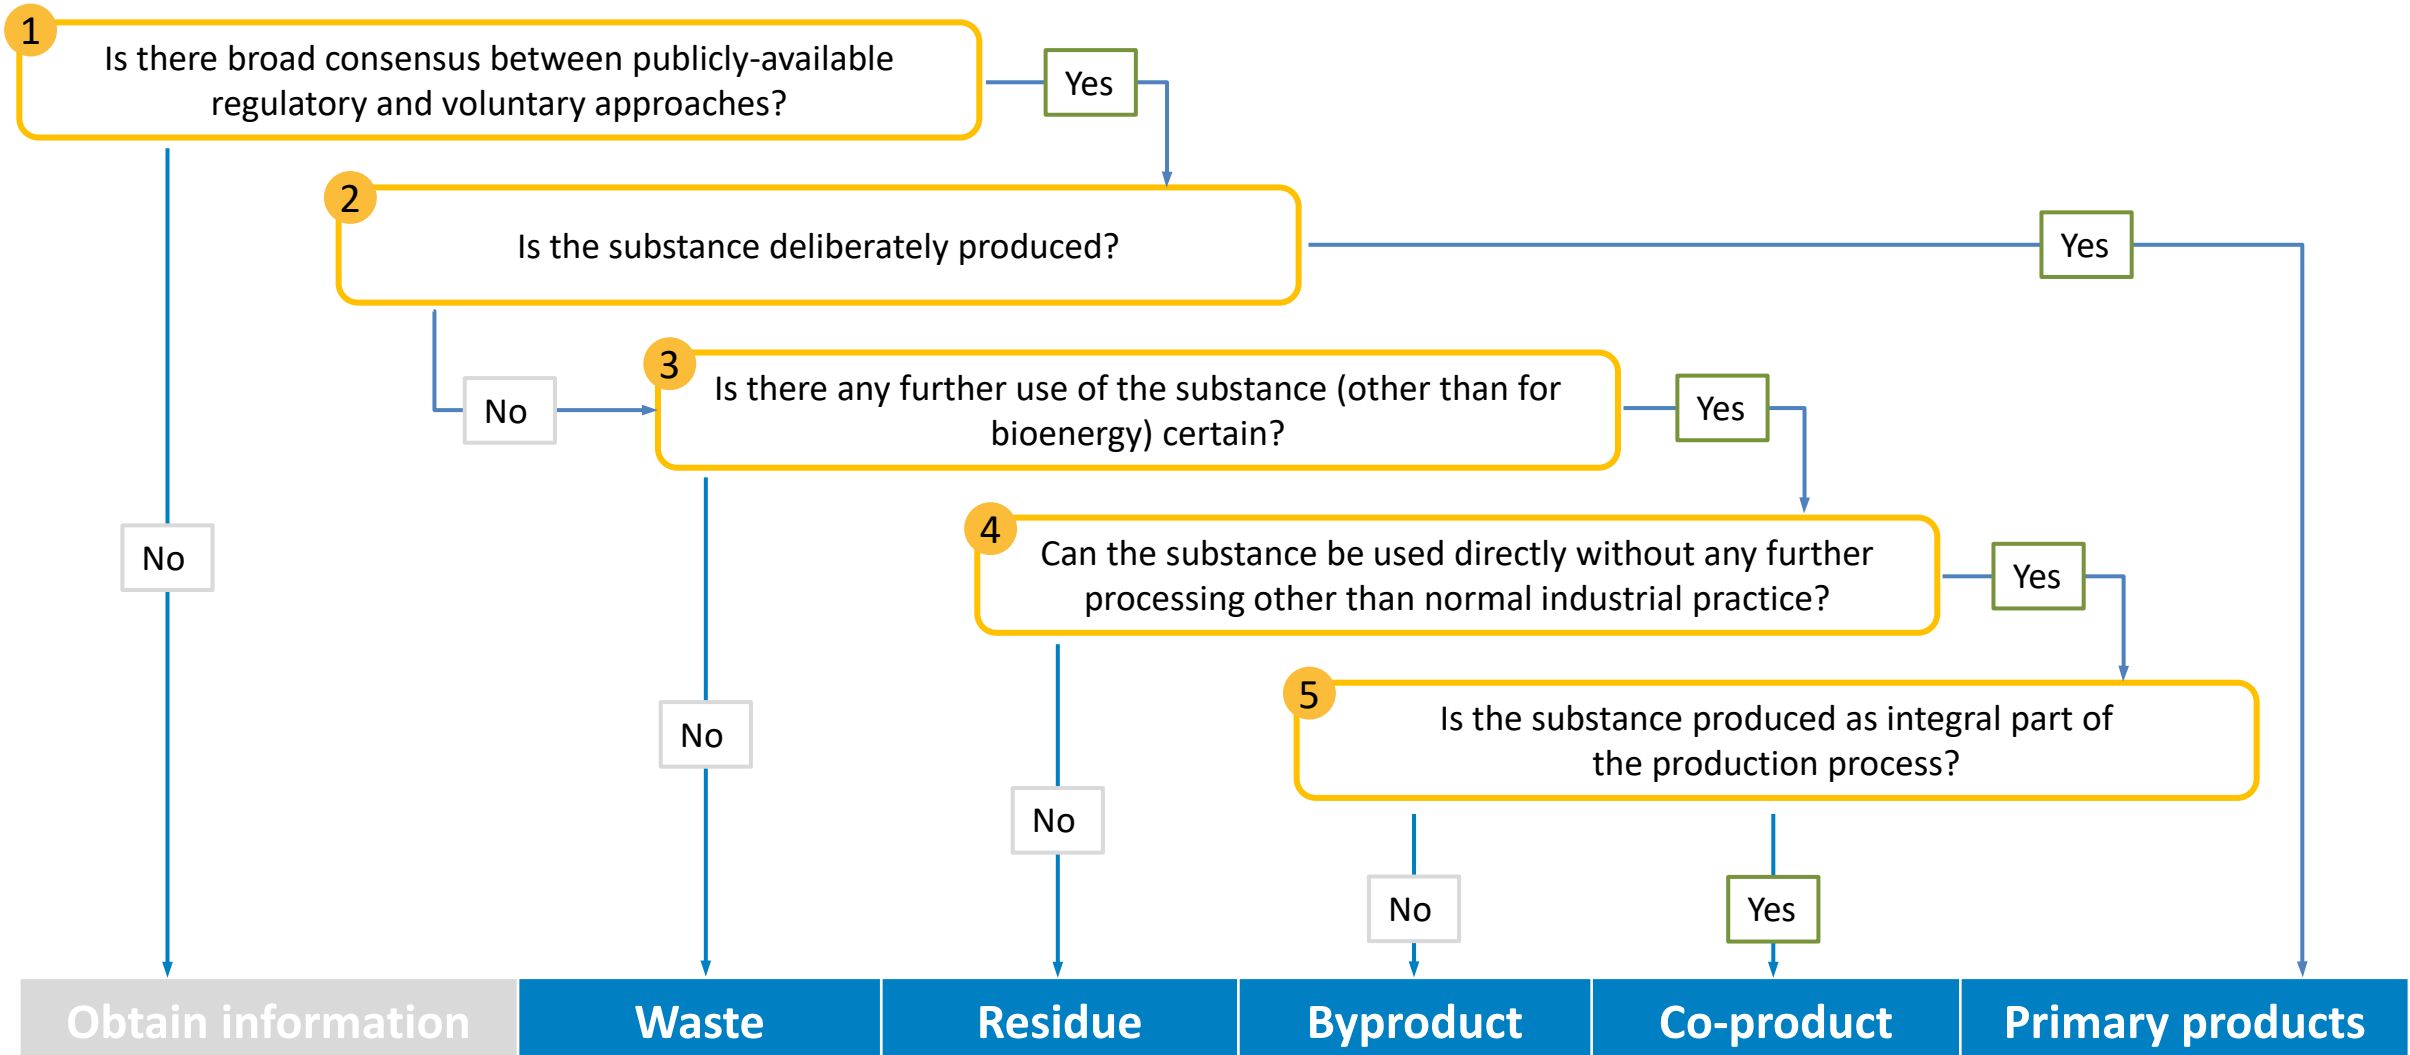 1
Is there broad consensus between publicly-available
regulatory and voluntary approaches?
Yes
2
Is the substance deliberately produced?
Yes
3
Is there any further use of the substance (other than for
bioenergy) certain?
No
Yes
4
Can the substance be used directly without any further
processing other than normal industrial practice?
No
Yes
5
Is the substance produced as integral part of
the production process?
No
No
No
Yes
Obtain information
Waste
Residue
Byproduct
Co-product
Primary products